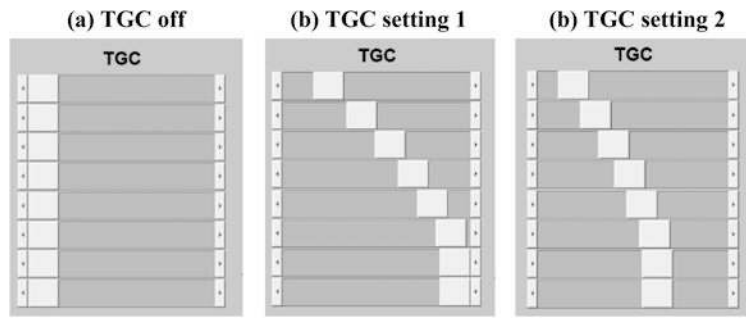 (a) TGC off
(b) TGC setting 1
(b) TGC setting 2
TGC
TGC
TGC